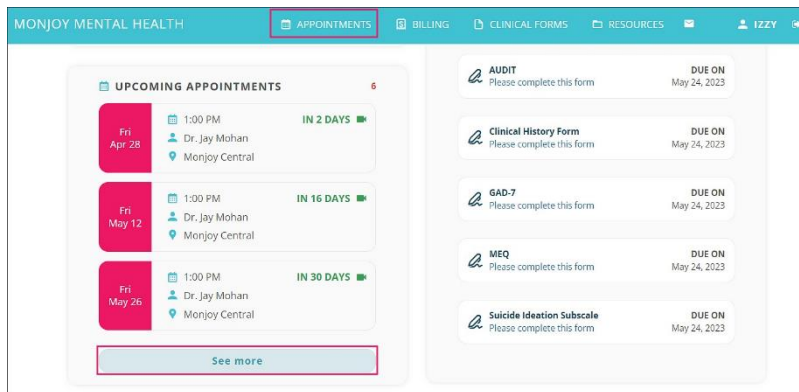 MONJOY MENTAL HEALTH
APPOINTMENTS
BILLING
CLINICAL FORMS
RESOURCES
IZZY
UPCOMING APPOINTMENTS
6
Fri
Apr 28
1:00 PM
IN 2 DAYS
Dr. Jay Mohan
Monjoy Central
Fri
May 12
1:00 PM
IN 16 DAYS
Dr. Jay Mohan
Monjoy Central
Fri
May 26
1:00 PM
IN 30 DAYS
Dr. Jay Mohan
Monjoy Central
See more
AUDIT
Please complete this form
DUE ON
May 24, 2023
Clinical History Form
Please complete this form
DUE ON
May 24, 2023
GAD-7
Please complete this form
DUE ON
May 24, 2023
MEQ
Please complete this form
DUE ON
May 24, 2023
Suicide Ideation Subscale
Please complete this form
DUE ON
May 24, 2023